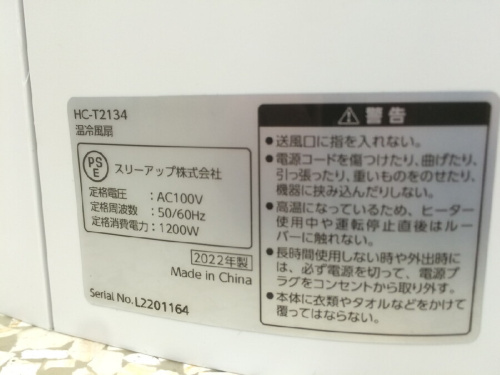 HC-T2134
温冷風扇
PS
E
スリーアップ株式会社
定格電圧 : AC100V
定格周波数 : 50/60Hz
定格消費電力 : 1200W
2022年製
Made in China
Serial No. L2201164
⚠ 警告
●送風口に指を入れない。
●電源コードを傷つけたり、曲げたり、
引っ張ったり、重いものをのせたり、
機器に挟み込んだりしない。
●高温になっているため、ヒーター
使用中や運転停止直後はルー
バーに触れない。
●長時間使用しない時や外出時に
は、必ず電源を切って、電源プ
ラグをコンセントから取り外す。
●本体に衣類やタオルなどをかけて
覆ってはならない。